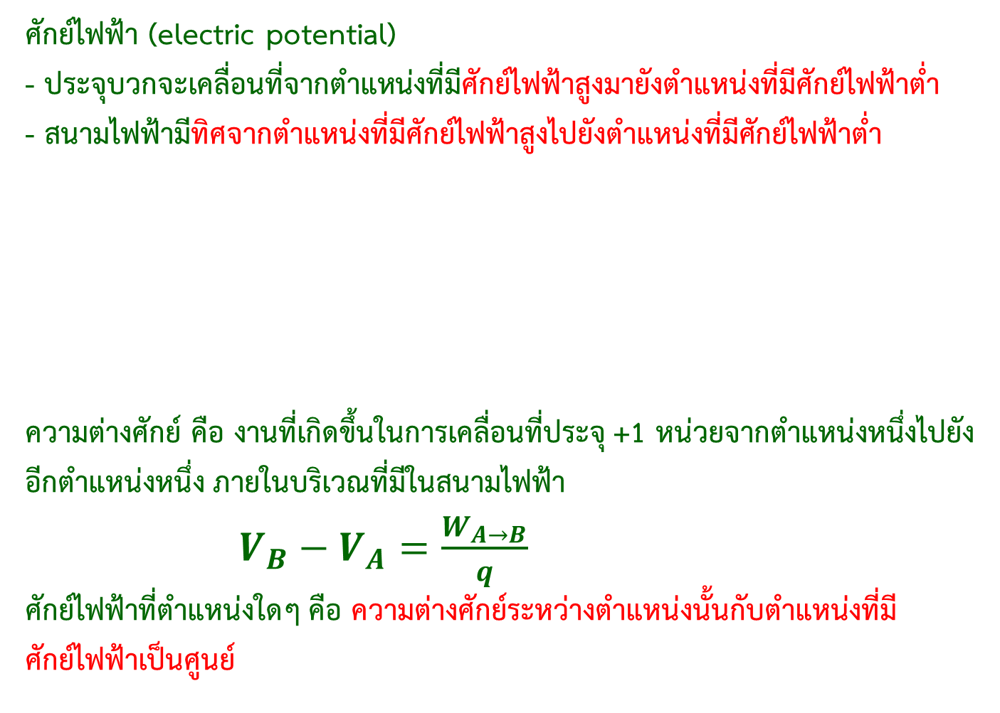 ศักย์ไฟฟ้า (electric potential)
- ประจุบวกจะเคลื่อนที่จากตำแหน่งที่มีศักย์ไฟฟ้าสูงมายังตำแหน่งที่มีศักย์ไฟฟ้าต่ำ
- สนามไฟฟ้ามีทิศจากตำแหน่งที่มีศักย์ไฟฟ้าสูงไปยังตำแหน่งที่มีศักย์ไฟฟ้าต่ำ
ความต่างศักย์ คือ งานที่เกิดขึ้นในการเคลื่อนที่ประจุ +1 หน่วยจากตำแหน่งหนึ่งไปยัง
อีกตำแหน่งหนึ่ง ภายในบริเวณที่มีในสนามไฟฟ้า
V_B − V_A = W_{A→B} / q
ศักย์ไฟฟ้าที่ตำแหน่งใดๆ คือ ความต่างศักย์ระหว่างตำแหน่งนั้นกับตำแหน่งที่มี
ศักย์ไฟฟ้าเป็นศูนย์